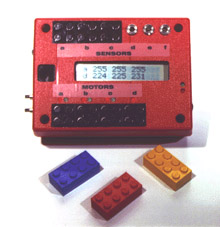 a b c d e f
SENSORS
255 255 255
224 225 231
MOTORS
a b c d